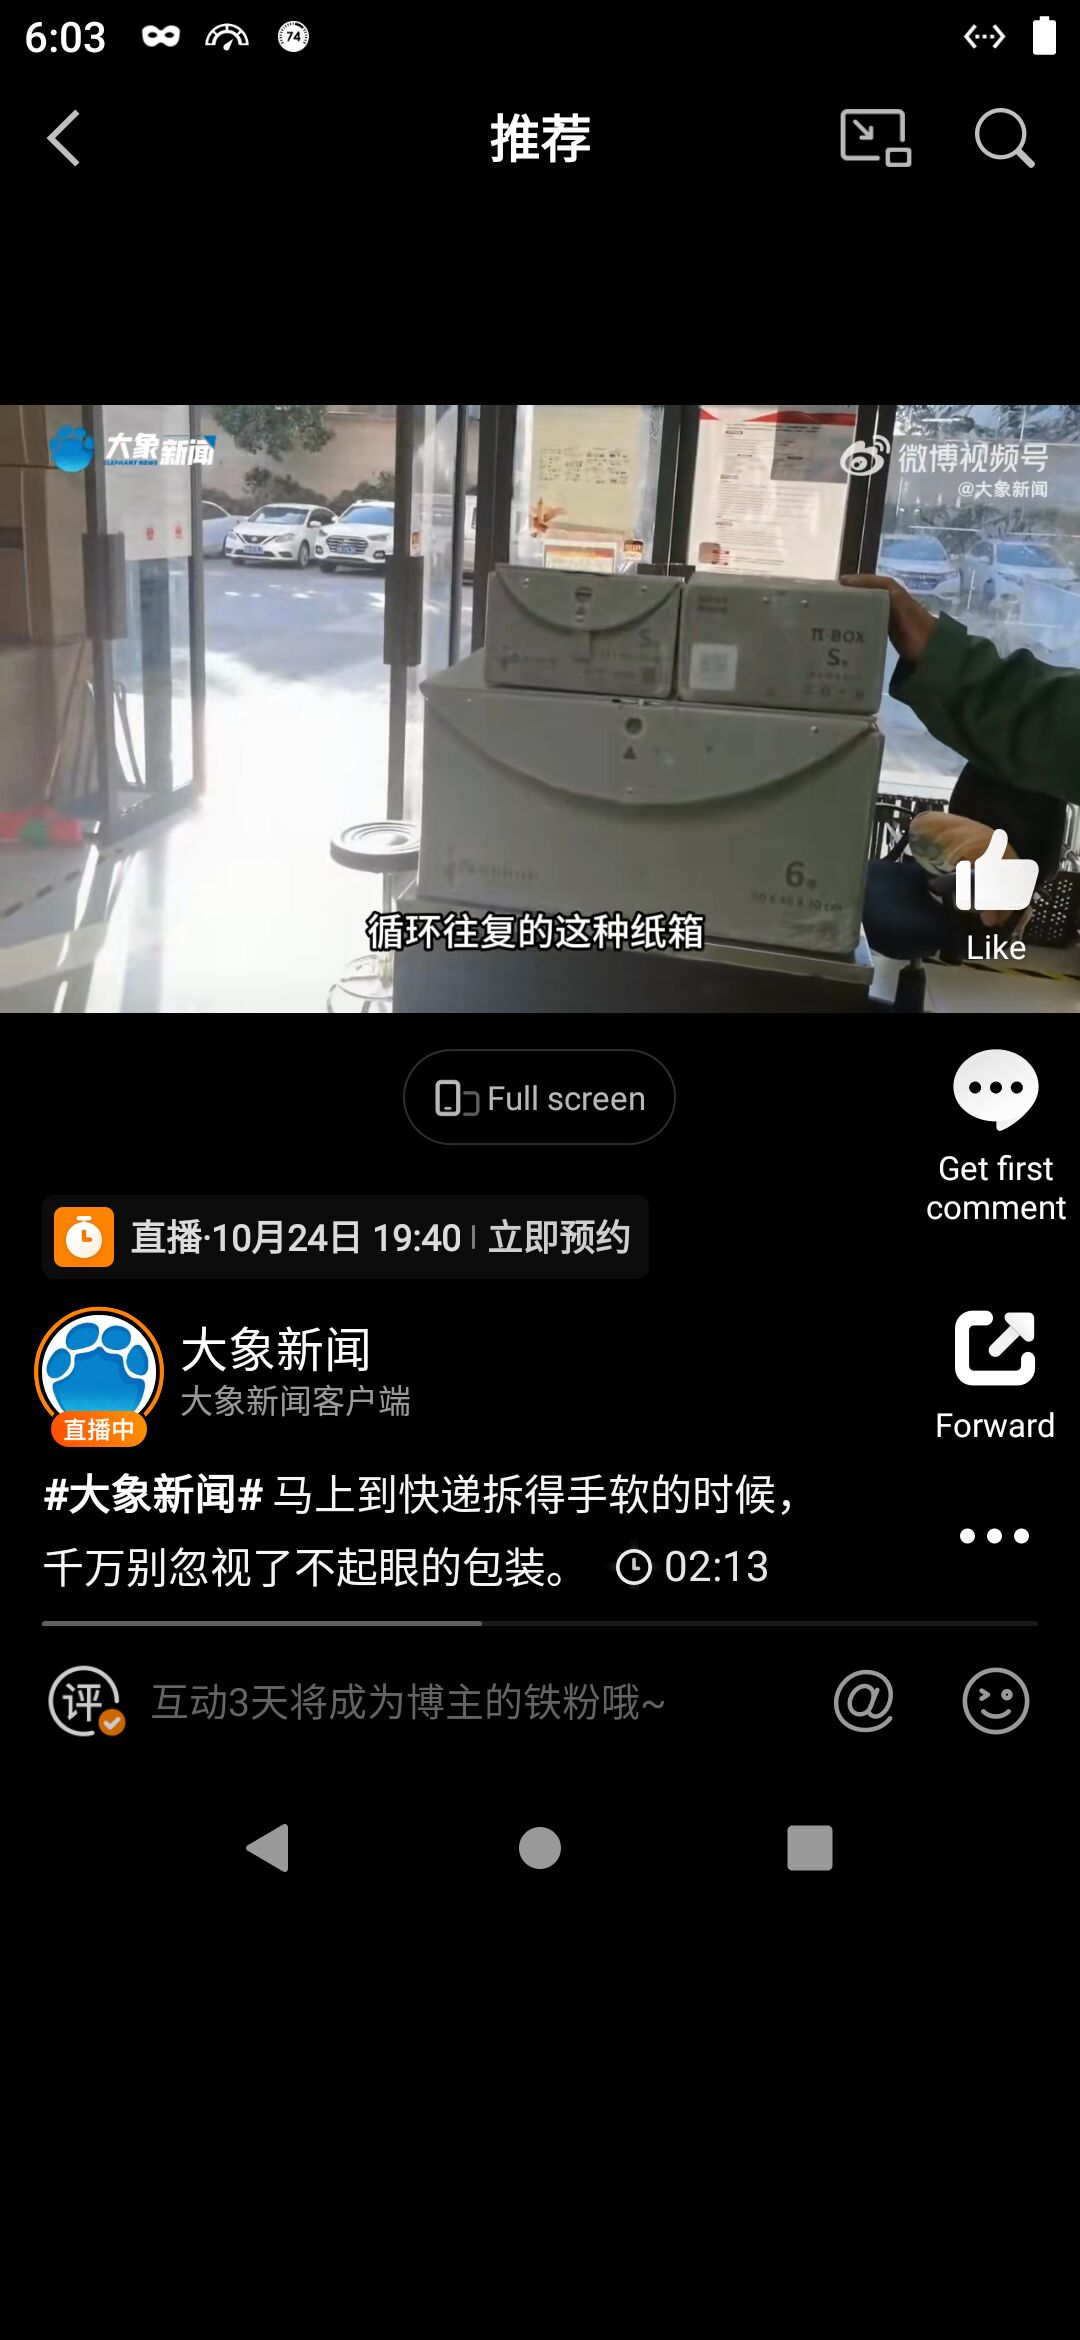 6:03
74
推荐
大象新闻
ELEPHANT NEWS
微博视频号
@大象新闻
π-BOX
S
S
6
循环往复的这种纸箱
Like
Full screen
Get first
comment
直播·10月24日 19:40 | 立即预约
大象新闻
大象新闻客户端
直播中
Forward
#大象新闻# 马上到快递拆得手软的时候，
千万别忽视了不起眼的包装。 02:13
评
互动3天将成为博主的铁粉哦~
@